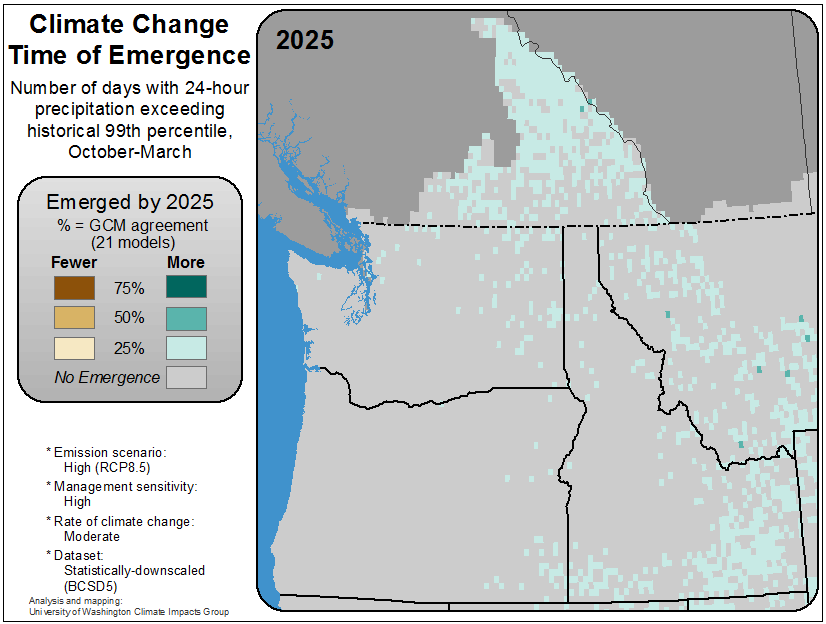 Climate Change
Time of Emergence
Number of days with 24-hour
precipitation exceeding
historical 99th percentile,
October-March
Emerged by 2025
% = GCM agreement
(21 models)
Fewer More
75%
50%
25%
No Emergence
* Emission scenario:
High (RCP8.5)
* Management sensitivity:
High
* Rate of climate change:
Moderate
* Dataset:
Statistically-downscaled
(BCSD5)
Analysis and mapping:
University of Washington Climate Impacts Group
2025